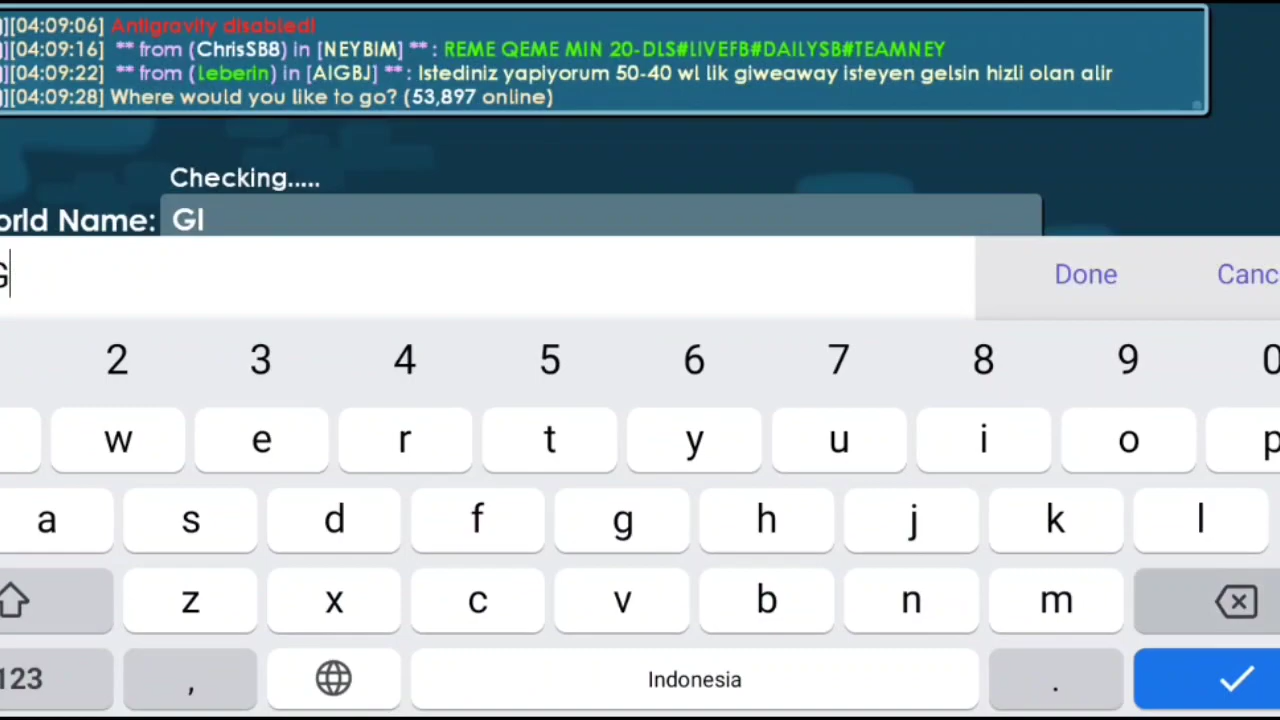 ][04:09:06] Antigravity disabled!
][04:09:16] ** from (ChrisSB8) in [NEYBIM] ** : REME QEME MIN 20-DLS#LIVEFB#DAILYSB#TEAMNEY
][04:09:22] ** from (Leberin) in [AIGBJ] ** : Istediniz yapiyorum 50-40 wl lik giweaway isteyen gelsin hizli olan alir
][04:09:28] Where would you like to go? (53,897 online)
Checking.....
orld Name: G|
G
Done Canc
2 3 4 5 6 7 8 9 0
w e r t y u i o p
a s d f g h j k l
z x c v b n m
123 , Indonesia .